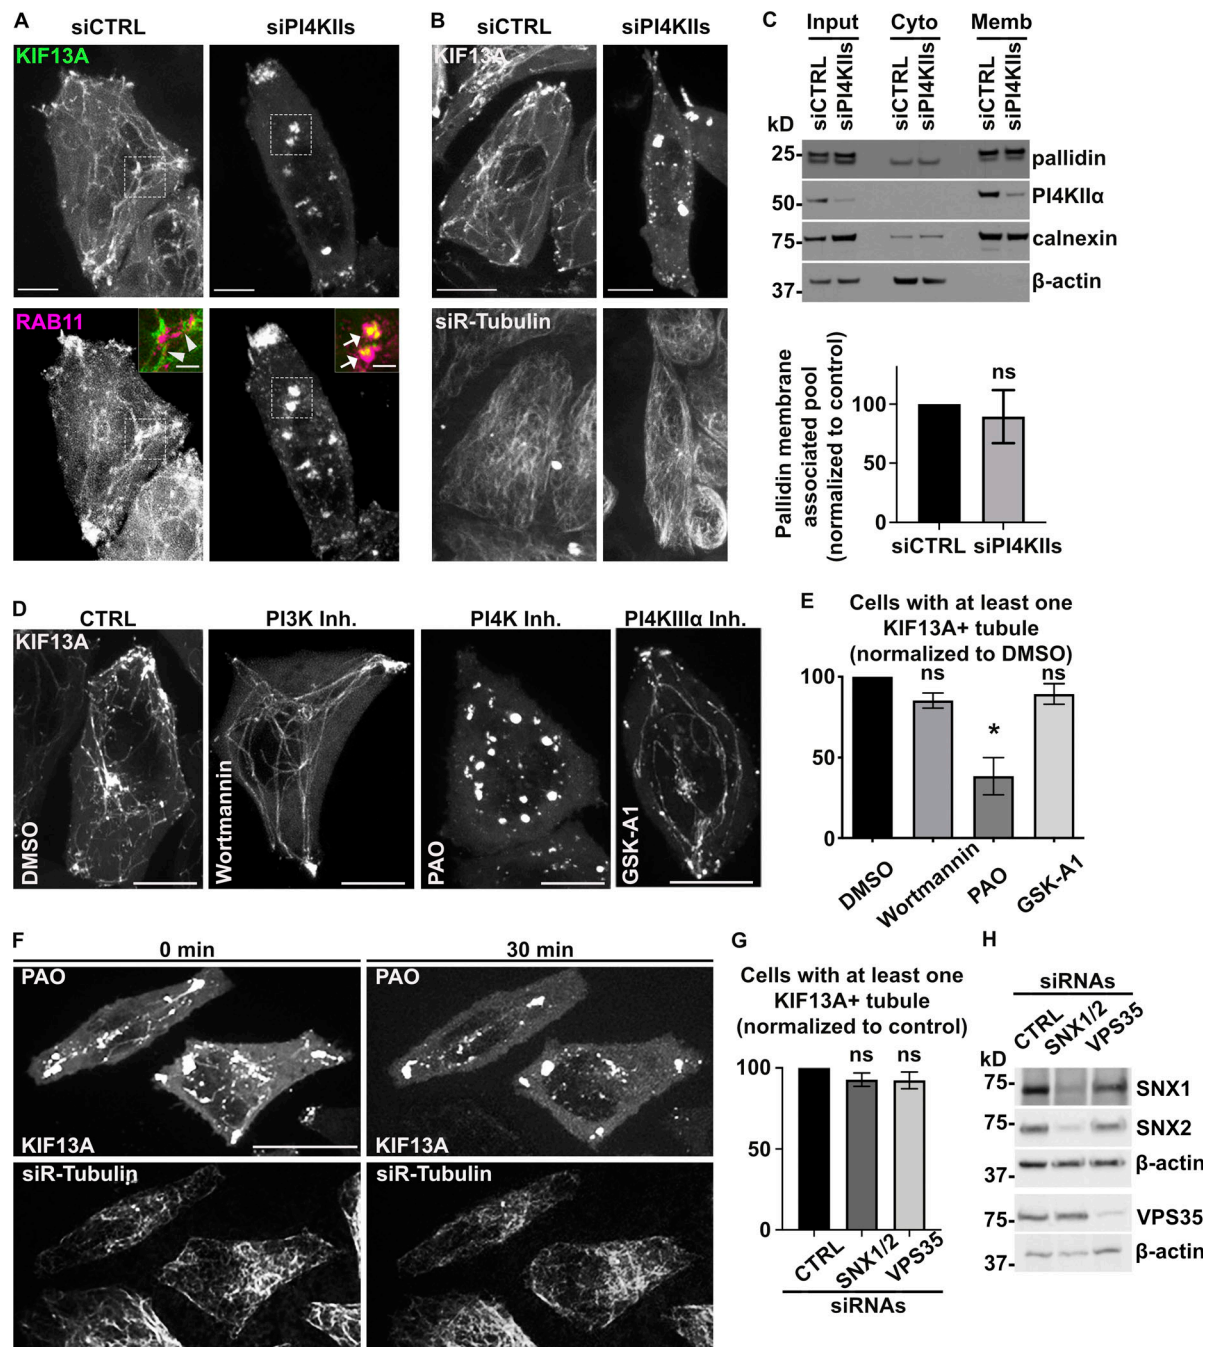 A
siCTRL
siPI4KIIs
KIF13A
RAB11
B
siCTRL
siPI4KIIs
KIF13A
siR-Tubulin
C
Input
Cyto
Memb
siCTRL
siPI4KIIs
siCTRL
siPI4KIIs
siCTRL
siPI4KIIs
kD
25
pallidin
50
PI4KIIα
75
calnexin
37
β-actin
Pallidin membrane
associated pool
(normalized to control)
100
50
0
ns
siCTRL
siPI4KIIs
D
CTRL
PI3K Inh.
PI4K Inh.
PI4KIIIα Inh.
KIF13A
DMSO
Wortmannin
PAO
GSK-A1
E
Cells with at least one
KIF13A+ tubule
(normalized to DMSO)
100
50
0
ns
*
ns
DMSO
Wortmannin
PAO
GSK-A1
F
0 min
30 min
PAO
PAO
KIF13A
KIF13A
siR-Tubulin
siR-Tubulin
G
Cells with at least one
KIF13A+ tubule
(normalized to control)
100
50
0
ns
ns
CTRL
SNX1/2
VPS35
siRNAs
H
siRNAs
CTRL
SNX1/2
VPS35
kD
75
SNX1
75
SNX2
37
β-actin
75
VPS35
37
β-actin